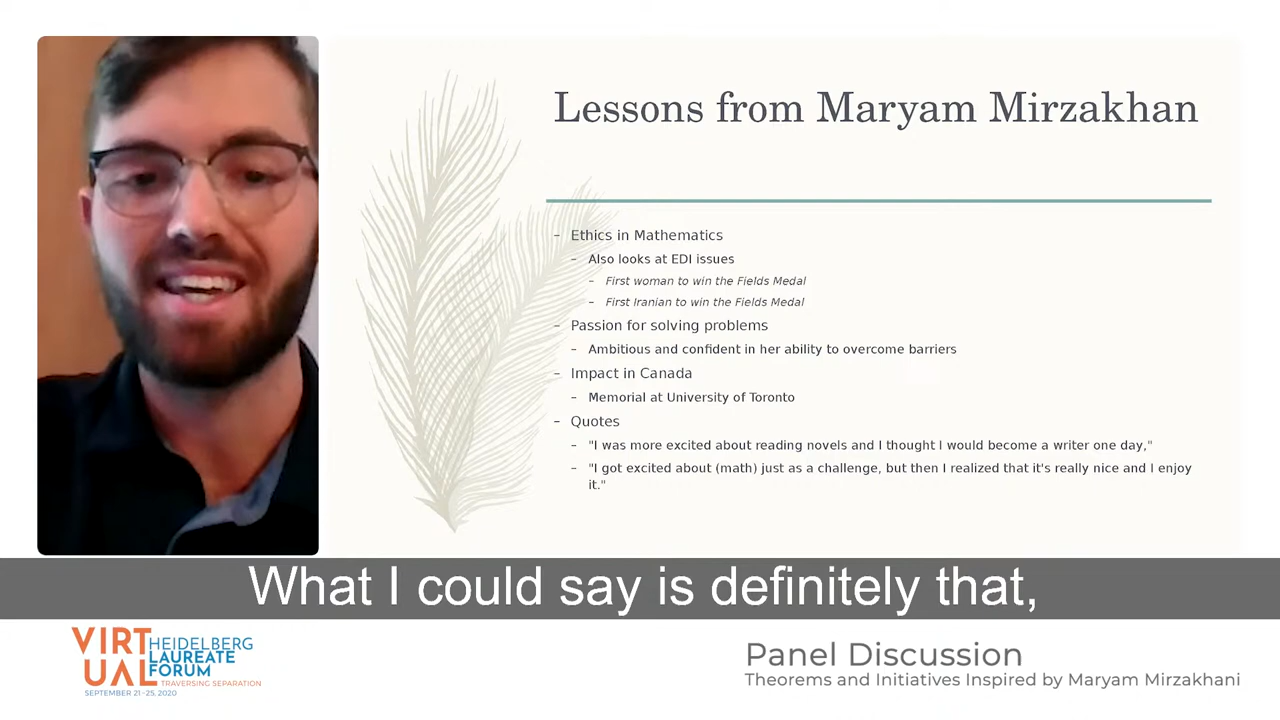 Lessons from Maryam Mirzakhan
– Ethics in Mathematics
– Also looks at EDI issues
– First woman to win the Fields Medal
– First Iranian to win the Fields Medal
– Passion for solving problems
– Ambitious and confident in her ability to overcome barriers
– Impact in Canada
– Memorial at University of Toronto
– Quotes
– "I was more excited about reading novels and I thought I would become a writer one day,"
– "I got excited about (math) just as a challenge, but then I realized that it's really nice and I enjoy
it."
What I could say is definitely that,
VIRT
UAL
HEIDELBERG
LAUREATE
FORUM
TRAVERSING SEPARATION
SEPTEMBER 21–25, 2020
Panel Discussion
Theorems and Initiatives Inspired by Maryam Mirzakhani